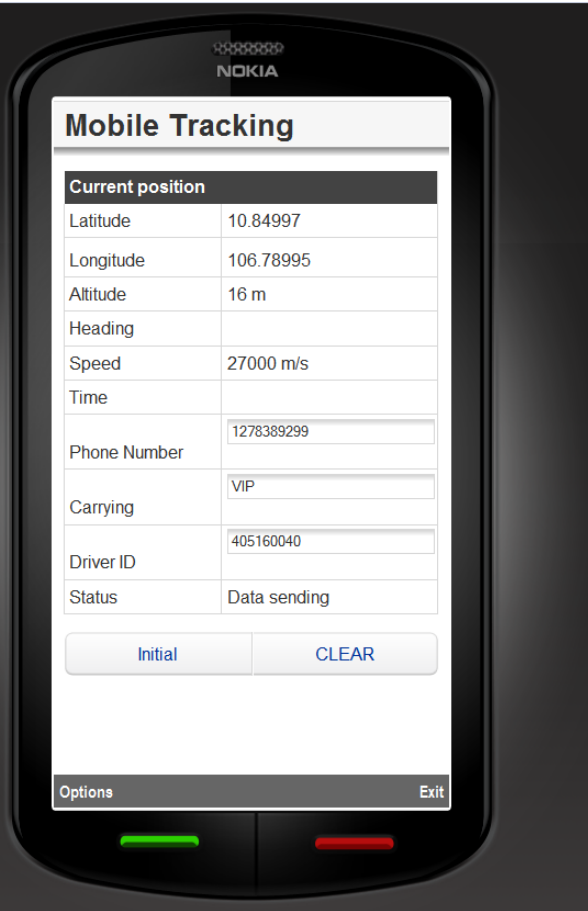 NOKIA
Mobile Tracking
Current position
Latitude 10.84997
Longitude 106.78995
Altitude 16 m
Heading
Speed 27000 m/s
Time
Phone Number 1278389299
Carrying VIP
Driver ID 405160040
Status Data sending
Initial CLEAR
Options Exit